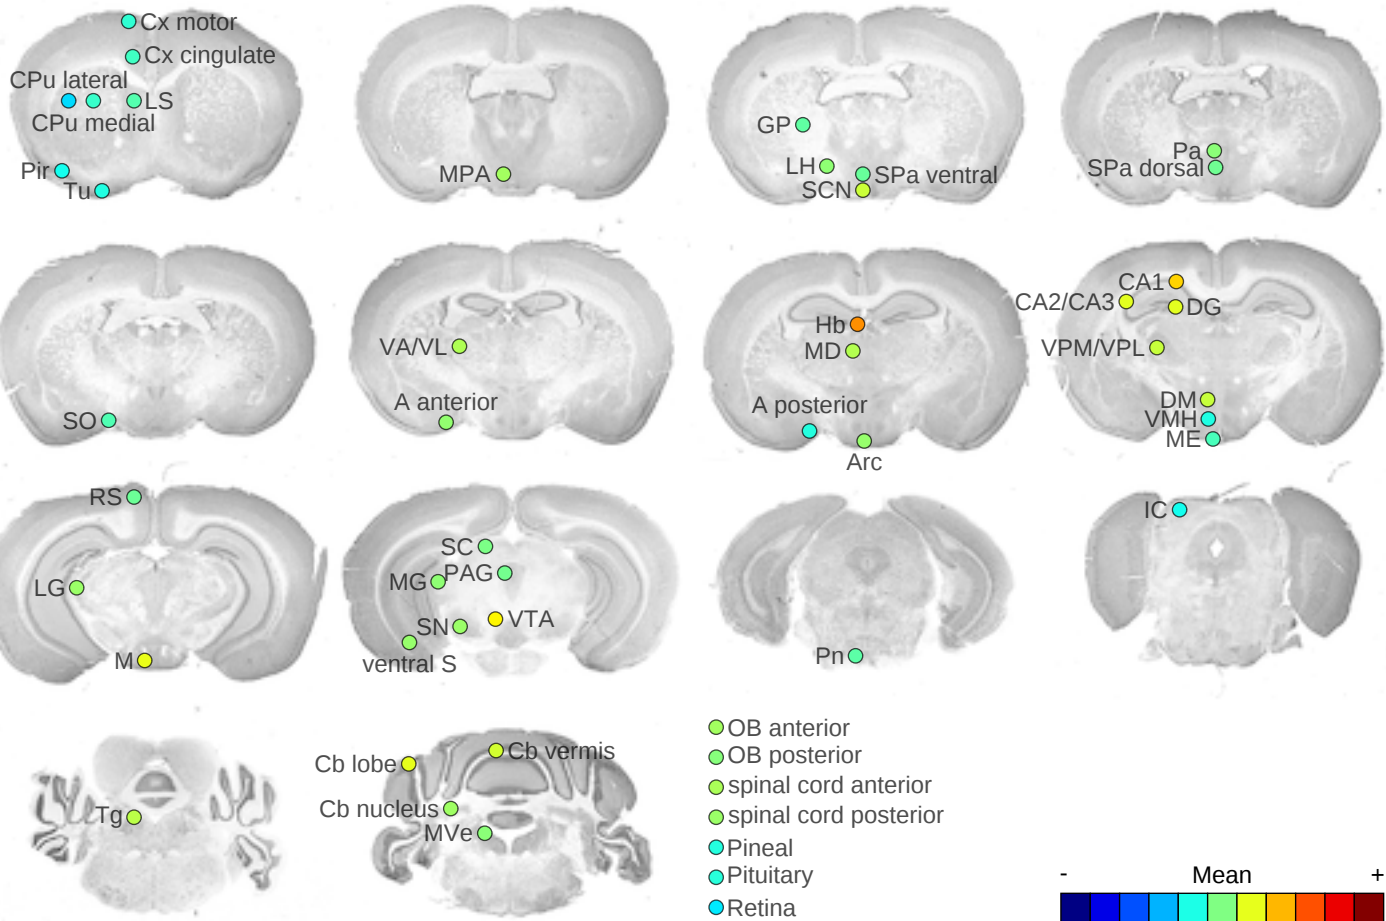 Cx motor
Cx cingulate
CPu lateral
LS
CPu medial
Pir
Tu
MPA
GP
LH
SPa ventral
SCN
Pa
SPa dorsal
SO
VA/VL
A anterior
Hb
MD
A posterior
Arc
CA1
CA2/CA3
DG
VPM/VPL
DM
VMH
ME
RS
LG
M
SC
PAG
MG
VTA
SN
ventral S
Pn
IC
Tg
Cb lobe
Cb vermis
Cb nucleus
MVe
OB anterior
OB posterior
spinal cord anterior
spinal cord posterior
Pineal
Pituitary
Retina
- Mean +